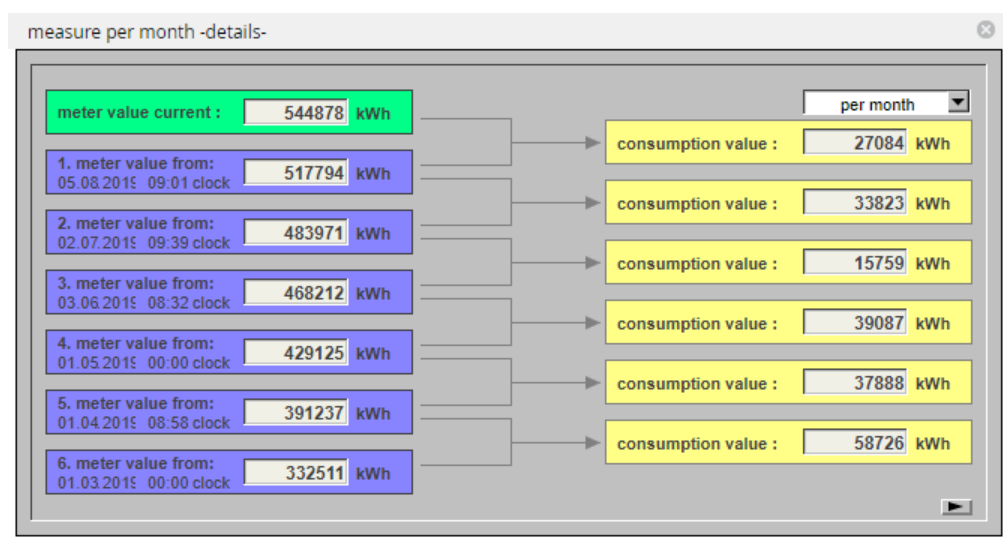 measure per month -details-
per month
meter value current : 544878 kWh
consumption value : 27084 kWh
1. meter value from:
05.08.2019 09:01 clock 517794 kWh
consumption value : 33823 kWh
2. meter value from:
02.07.2019 09:39 clock 483971 kWh
consumption value : 15759 kWh
3. meter value from:
03.06.2019 08:32 clock 468212 kWh
consumption value : 39087 kWh
4. meter value from:
01.05.2019 00:00 clock 429125 kWh
consumption value : 37888 kWh
5. meter value from:
01.04.2019 08:58 clock 391237 kWh
consumption value : 58726 kWh
6. meter value from:
01.03.2019 00:00 clock 332511 kWh